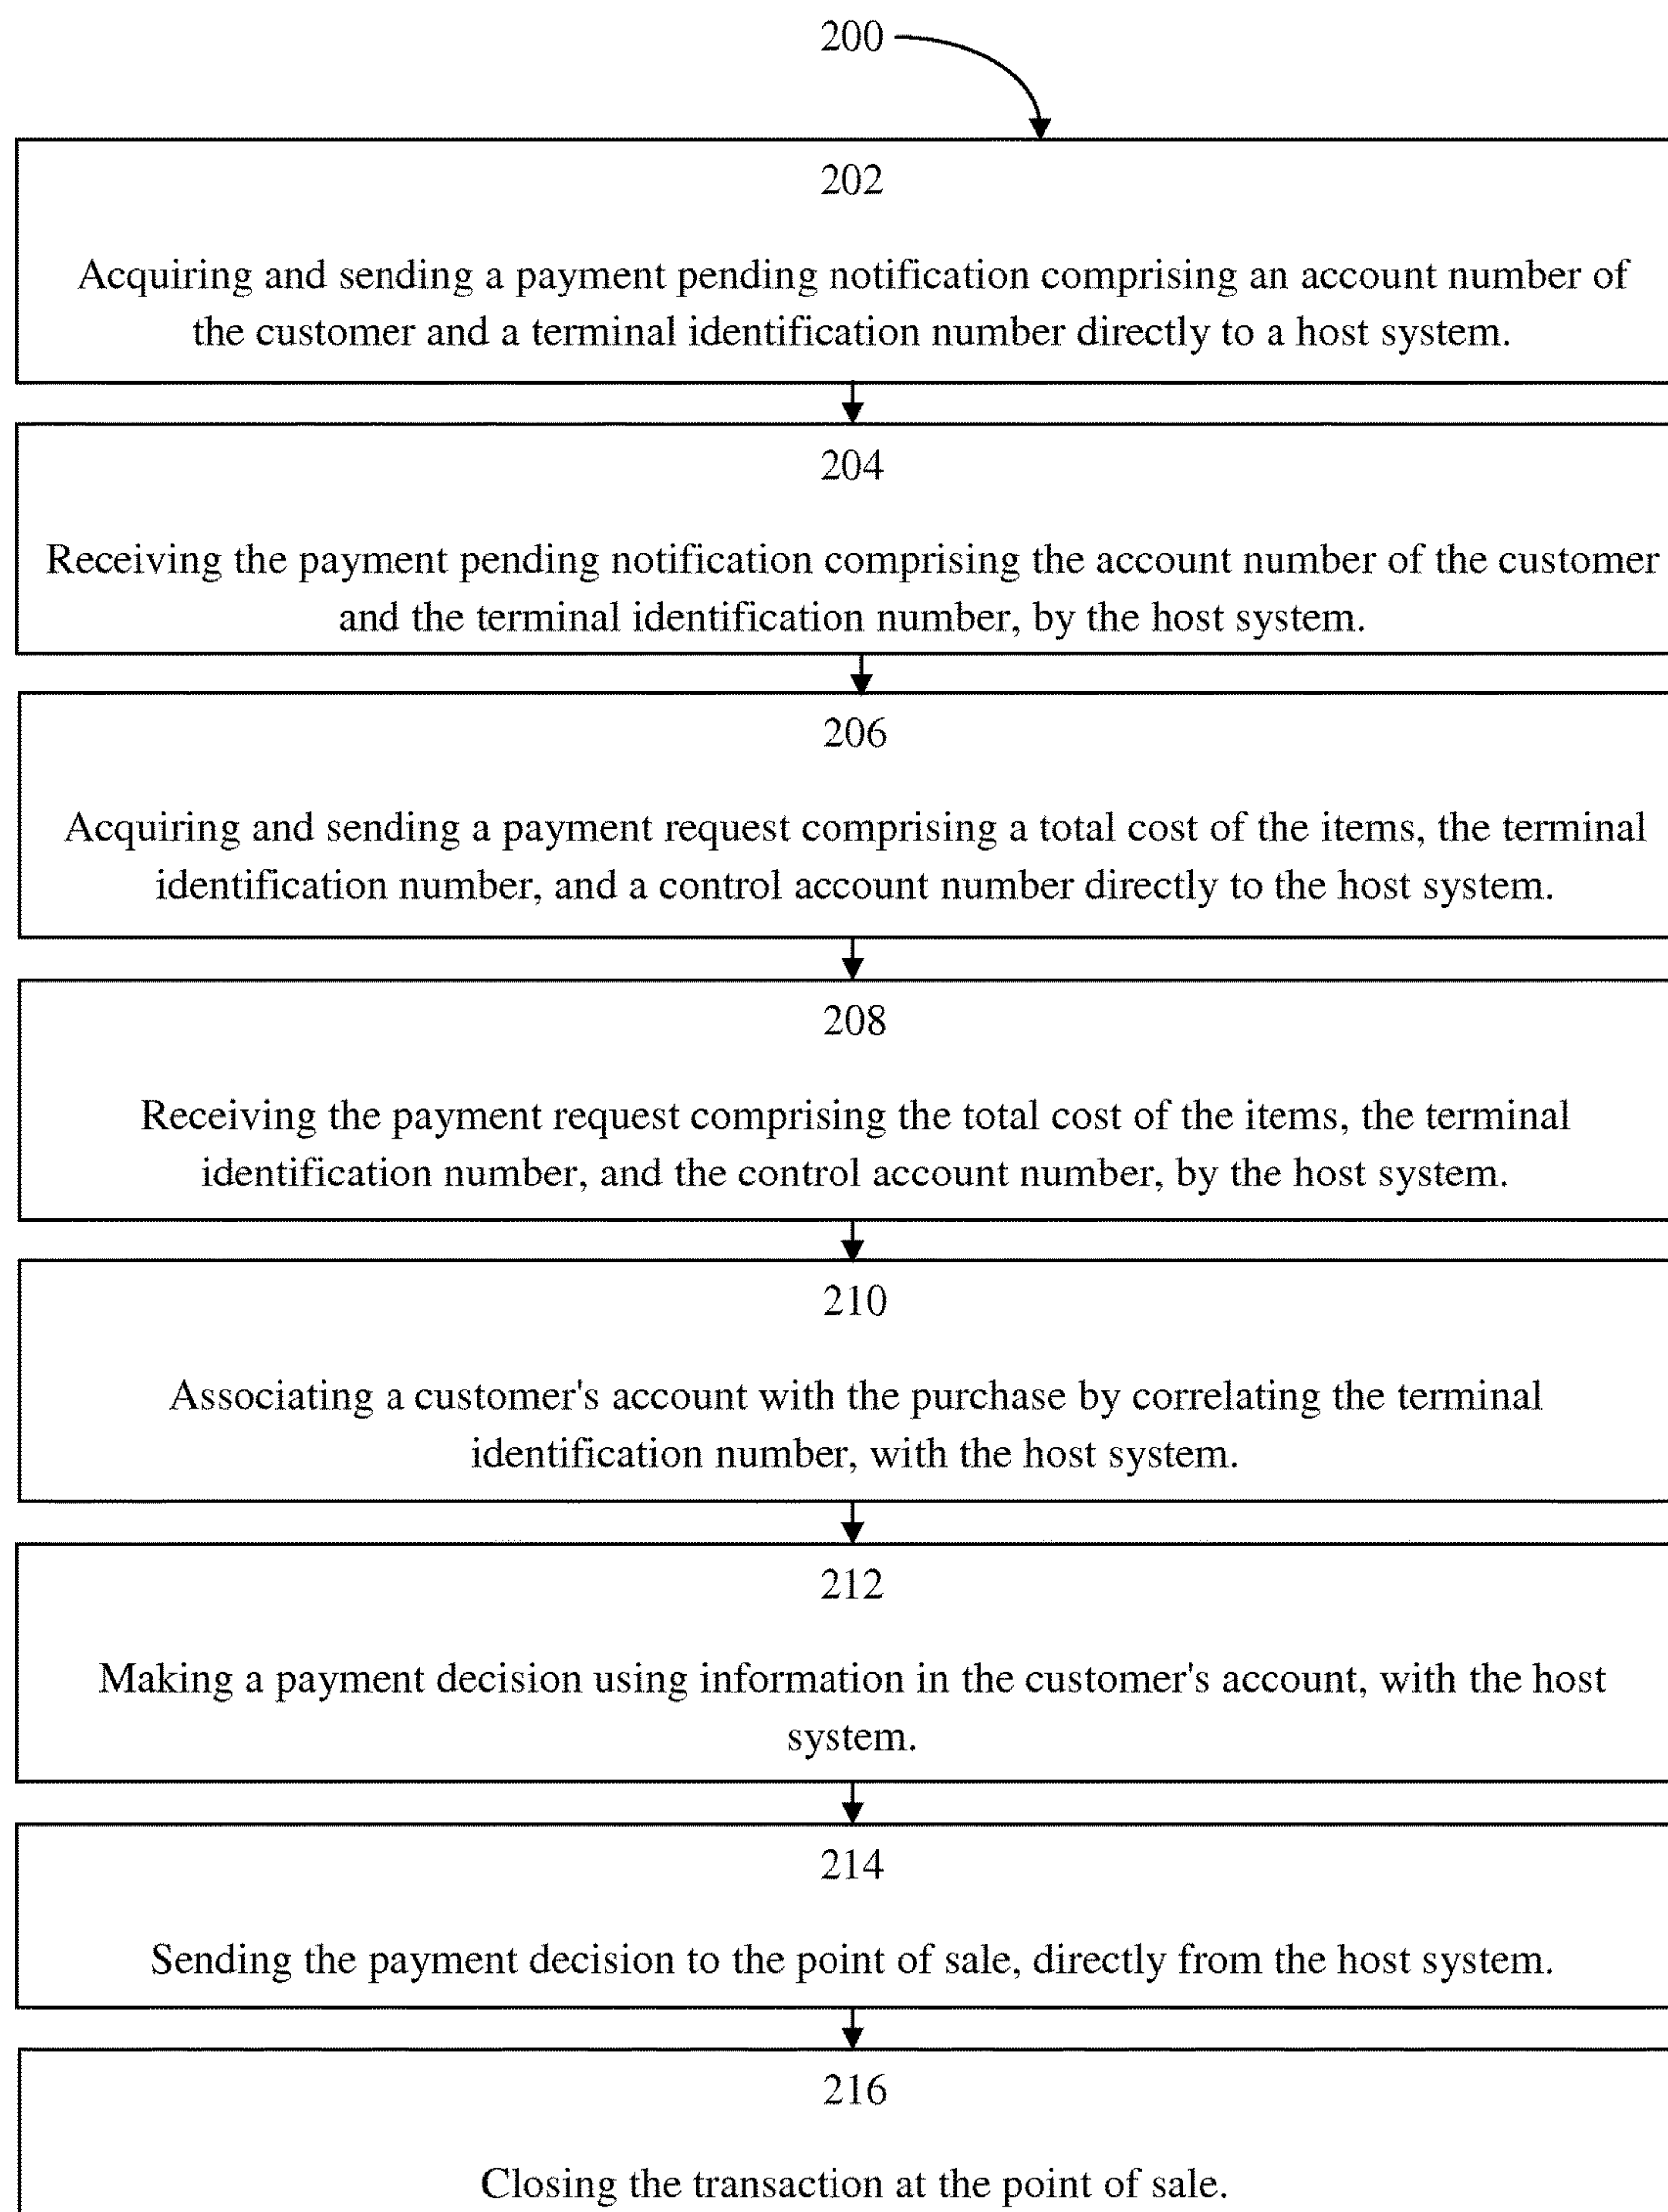 200
202
Acquiring and sending a payment pending notification comprising an account number of
the customer and a terminal identification number directly to a host system.
204
Receiving the payment pending notification comprising the account number of the customer
and the terminal identification number, by the host system.
206
Acquiring and sending a payment request comprising a total cost of the items, the terminal
identification number, and a control account number directly to the host system.
208
Receiving the payment request comprising the total cost of the items, the terminal
identification number, and the control account number, by the host system.
210
Associating a customer's account with the purchase by correlating the terminal
identification number, with the host system.
212
Making a payment decision using information in the customer's account, with the host
system.
214
Sending the payment decision to the point of sale, directly from the host system.
216
Closing the transaction at the point of sale.